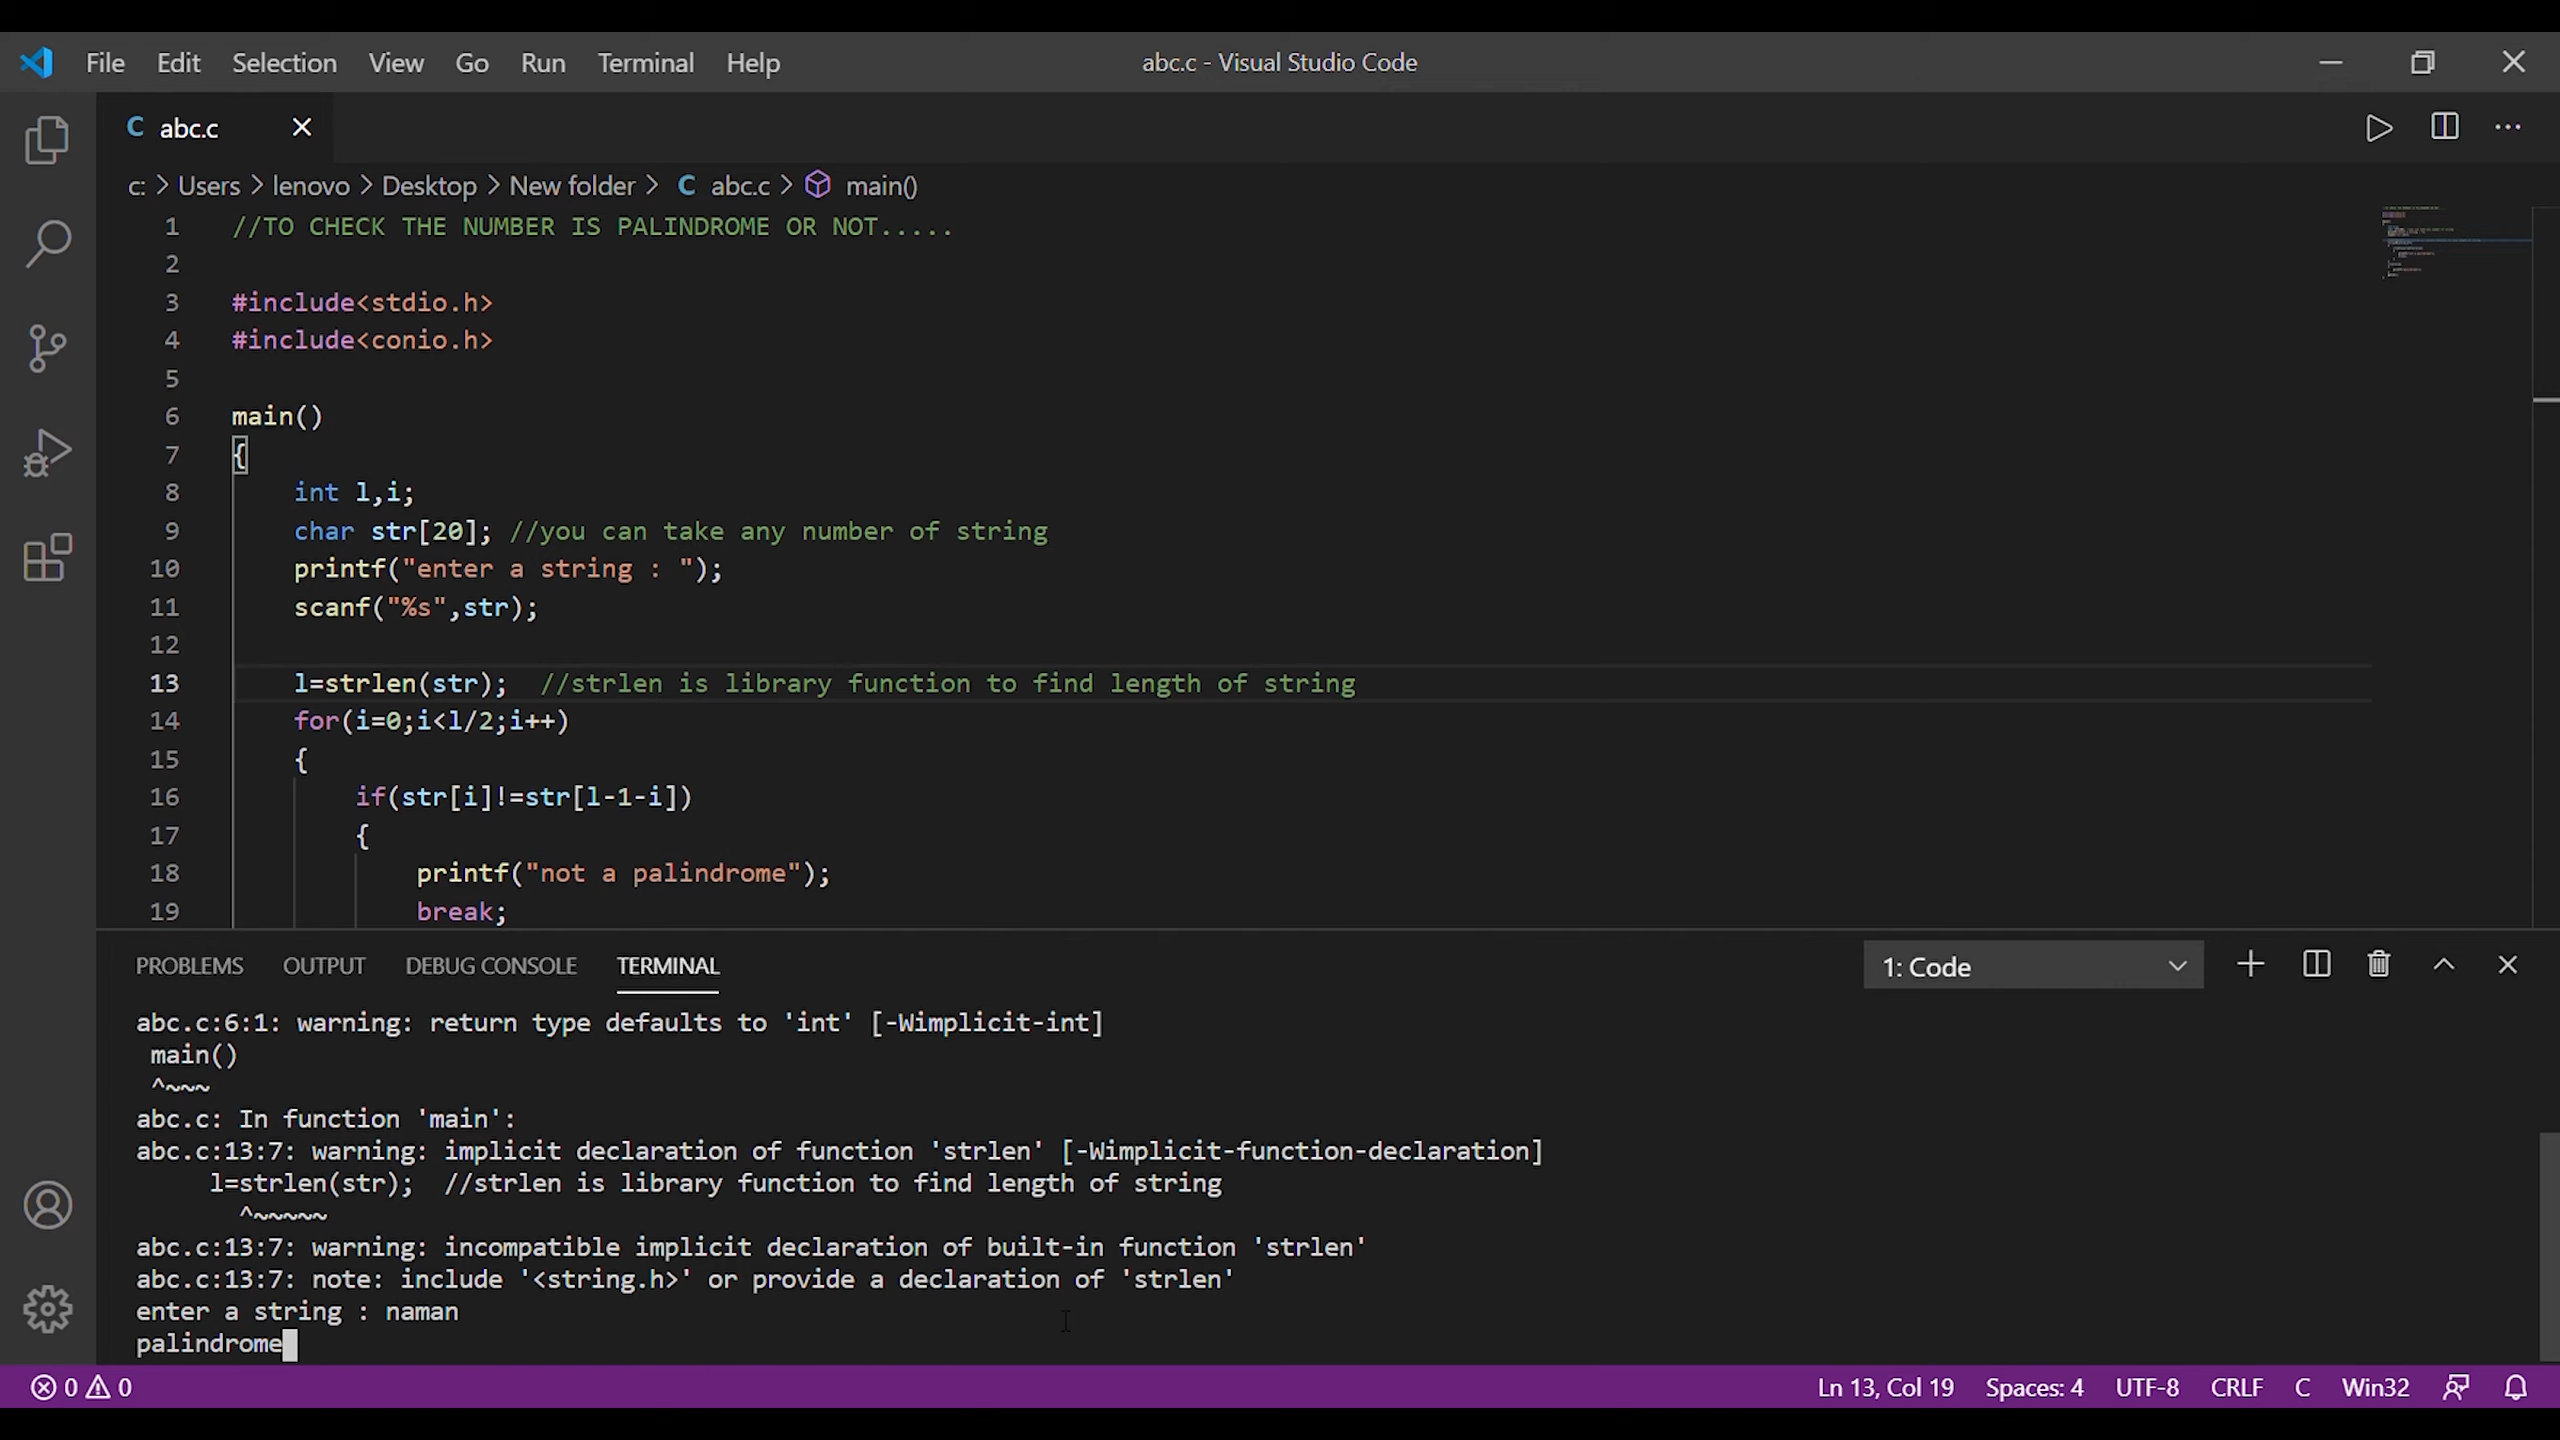 File Edit Selection View Go Run Terminal Help abc.c - Visual Studio Code
C abc.c
c: > Users > lenovo > Desktop > New folder > C abc.c > main()
1 //TO CHECK THE NUMBER IS PALINDROME OR NOT.....
2
3 #include<stdio.h>
4 #include<conio.h>
5
6 main()
7 {
8 int l,i;
9 char str[20]; //you can take any number of string
10 printf("enter a string : ");
11 scanf("%s",str);
12
13 l=strlen(str); //strlen is library function to find length of string
14 for(i=0;i<l/2;i++)
15 {
16 if(str[i]!=str[l-1-i])
17 {
18 printf("not a palindrome");
19 break;
PROBLEMS OUTPUT DEBUG CONSOLE TERMINAL 1: Code
abc.c:6:1: warning: return type defaults to 'int' [-Wimplicit-int]
main()
^~~~
abc.c: In function 'main':
abc.c:13:7: warning: implicit declaration of function 'strlen' [-Wimplicit-function-declaration]
l=strlen(str); //strlen is library function to find length of string
^~~~~~
abc.c:13:7: warning: incompatible implicit declaration of built-in function 'strlen'
abc.c:13:7: note: include '<string.h>' or provide a declaration of 'strlen'
enter a string : naman
palindrome
0 0 Ln 13, Col 19 Spaces: 4 UTF-8 CRLF C Win32